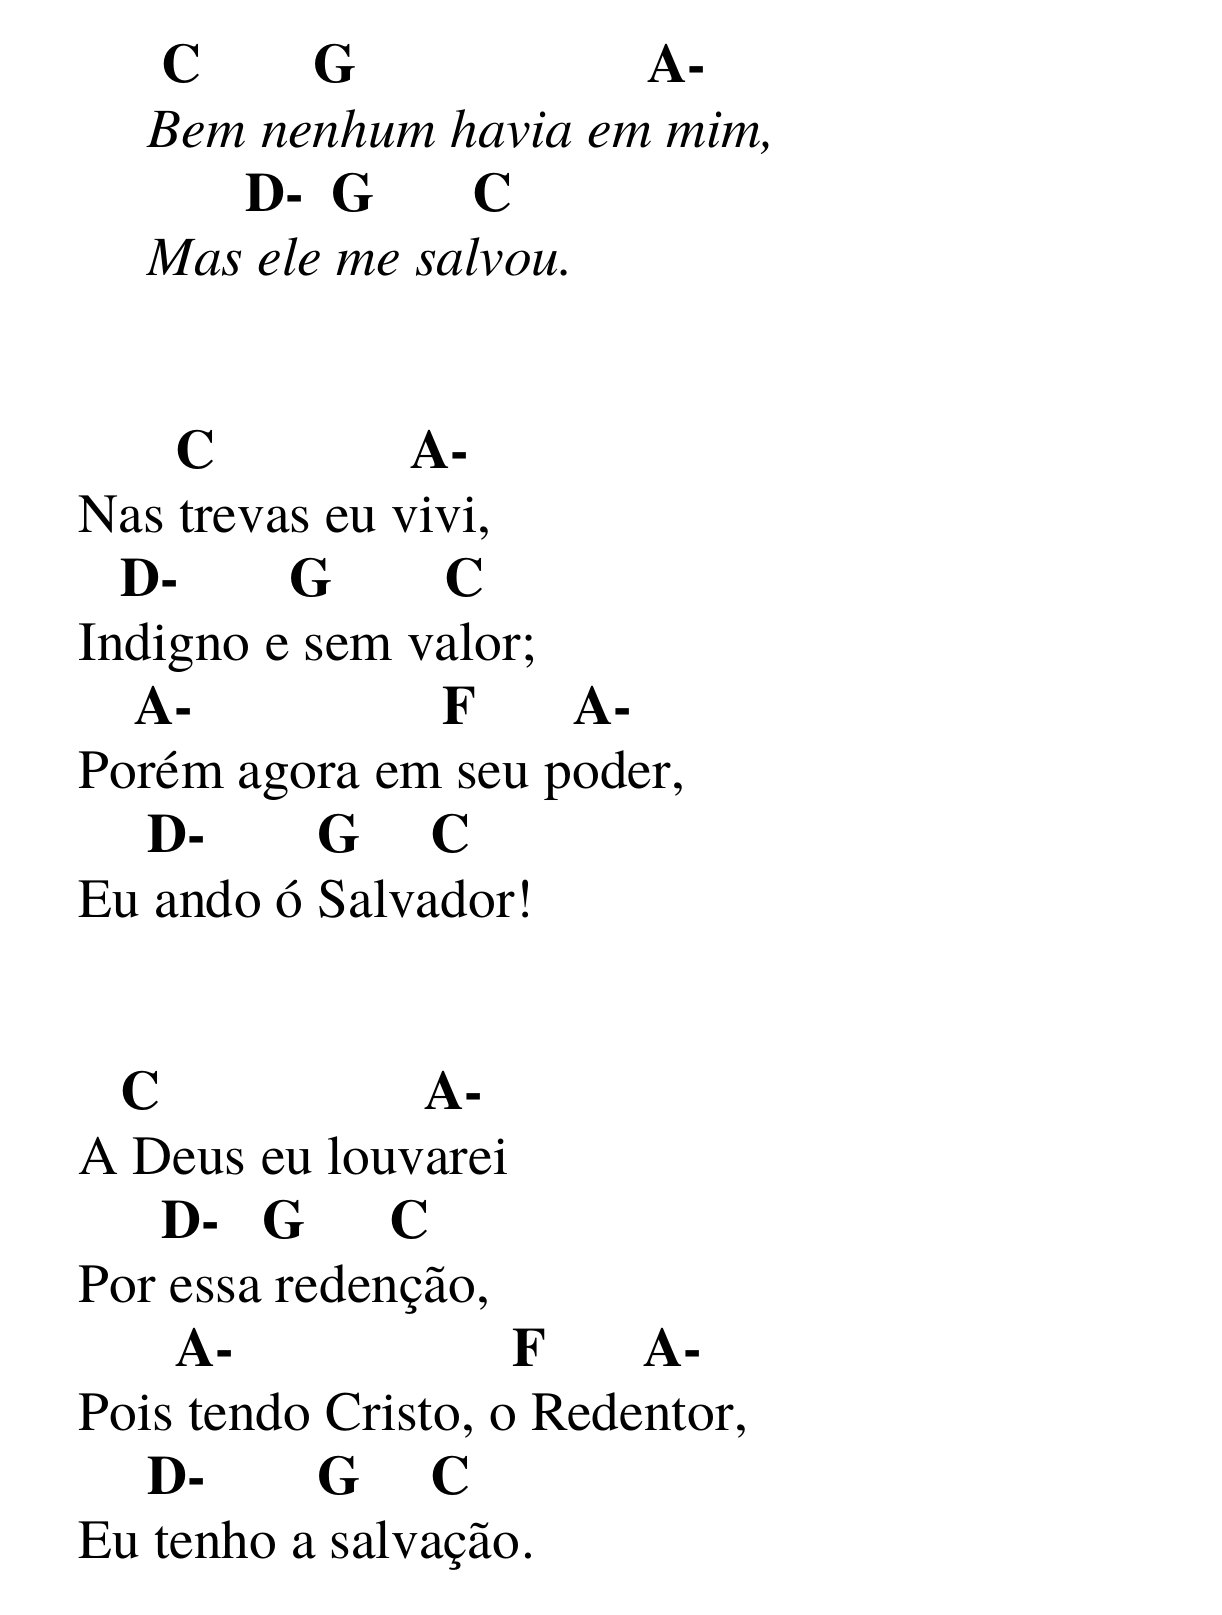 C G A-
Bem nenhum havia em mim,
D- G C
Mas ele me salvou.
C A-
Nas trevas eu vivi,
D- G C
Indigno e sem valor;
A- F A-
Porém agora em seu poder,
D- G C
Eu ando ó Salvador!
C A-
A Deus eu louvarei
D- G C
Por essa redenção,
A- F A-
Pois tendo Cristo, o Redentor,
D- G C
Eu tenho a salvação.